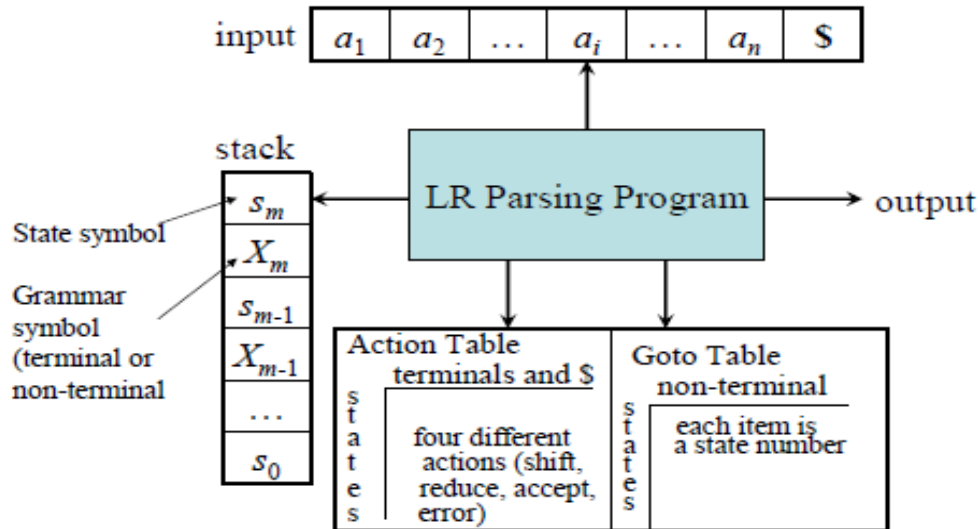 input a₁ a₂ … aᵢ … aₙ $
stack
LR Parsing Program
output
sₘ
State symbol
Xₘ
Grammar
symbol
(terminal or
non-terminal
sₘ₋₁
Xₘ₋₁
…
s₀
Action Table
terminals and $
states
four different
actions (shift,
reduce, accept,
error)
Goto Table
non-terminal
states
each item is
a state number